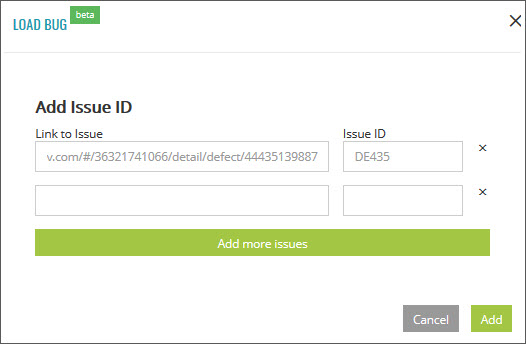 LOAD BUG beta
Add Issue ID
Link to Issue Issue ID
v.com/#/36321741066/detail/defect/44435139887 DE435
Add more issues
Cancel Add